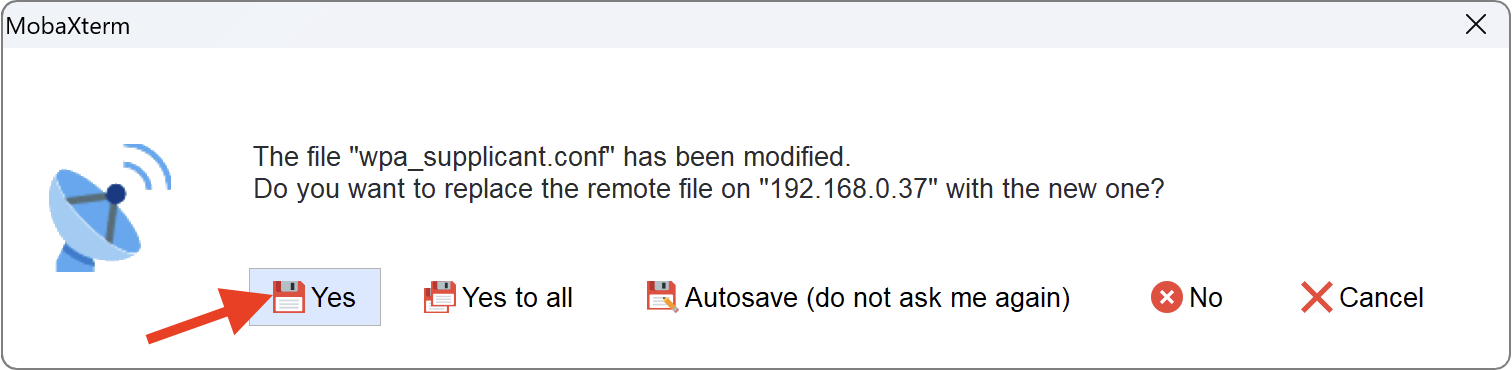 MobaXterm
The file "wpa_supplicant.conf" has been modified.
Do you want to replace the remote file on "192.168.0.37" with the new one?
Yes Yes to all Autosave (do not ask me again) No Cancel